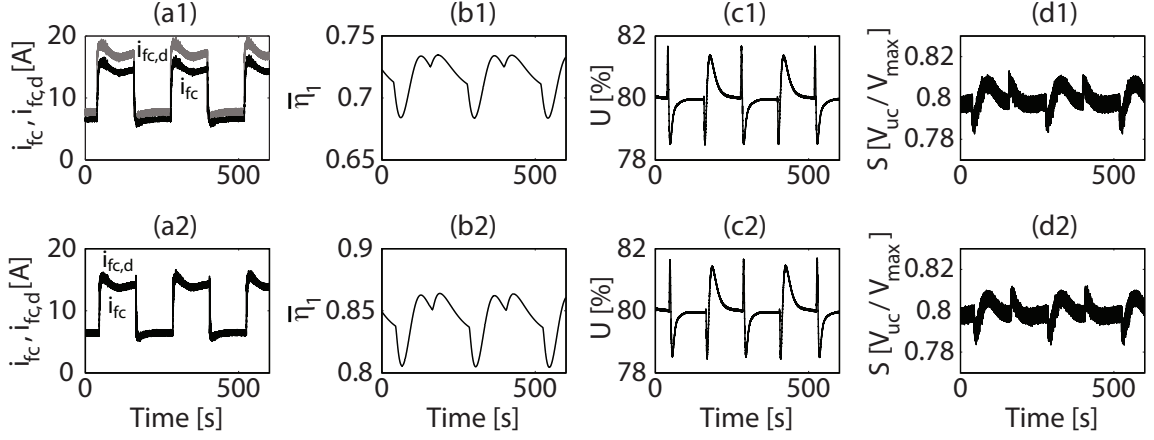 (a1) (b1) (c1) (d1)
i_fc, i_fc,d [A]
20
10
0
0 500
i_fc,d
i_fc
η̅_1
0.75
0.7
0.65
0 500
U [%]
82
80
78
0 500
S [V_uc / V_max]
0.82
0.8
0.78
0 500
(a2) (b2) (c2) (d2)
i_fc, i_fc,d [A]
20
10
0
0 500
i_fc,d
i_fc
Time [s]
η̅_1
0.9
0.85
0.8
0 500
Time [s]
U [%]
82
80
78
0 500
Time [s]
S [V_uc / V_max]
0.82
0.8
0.78
0 500
Time [s]